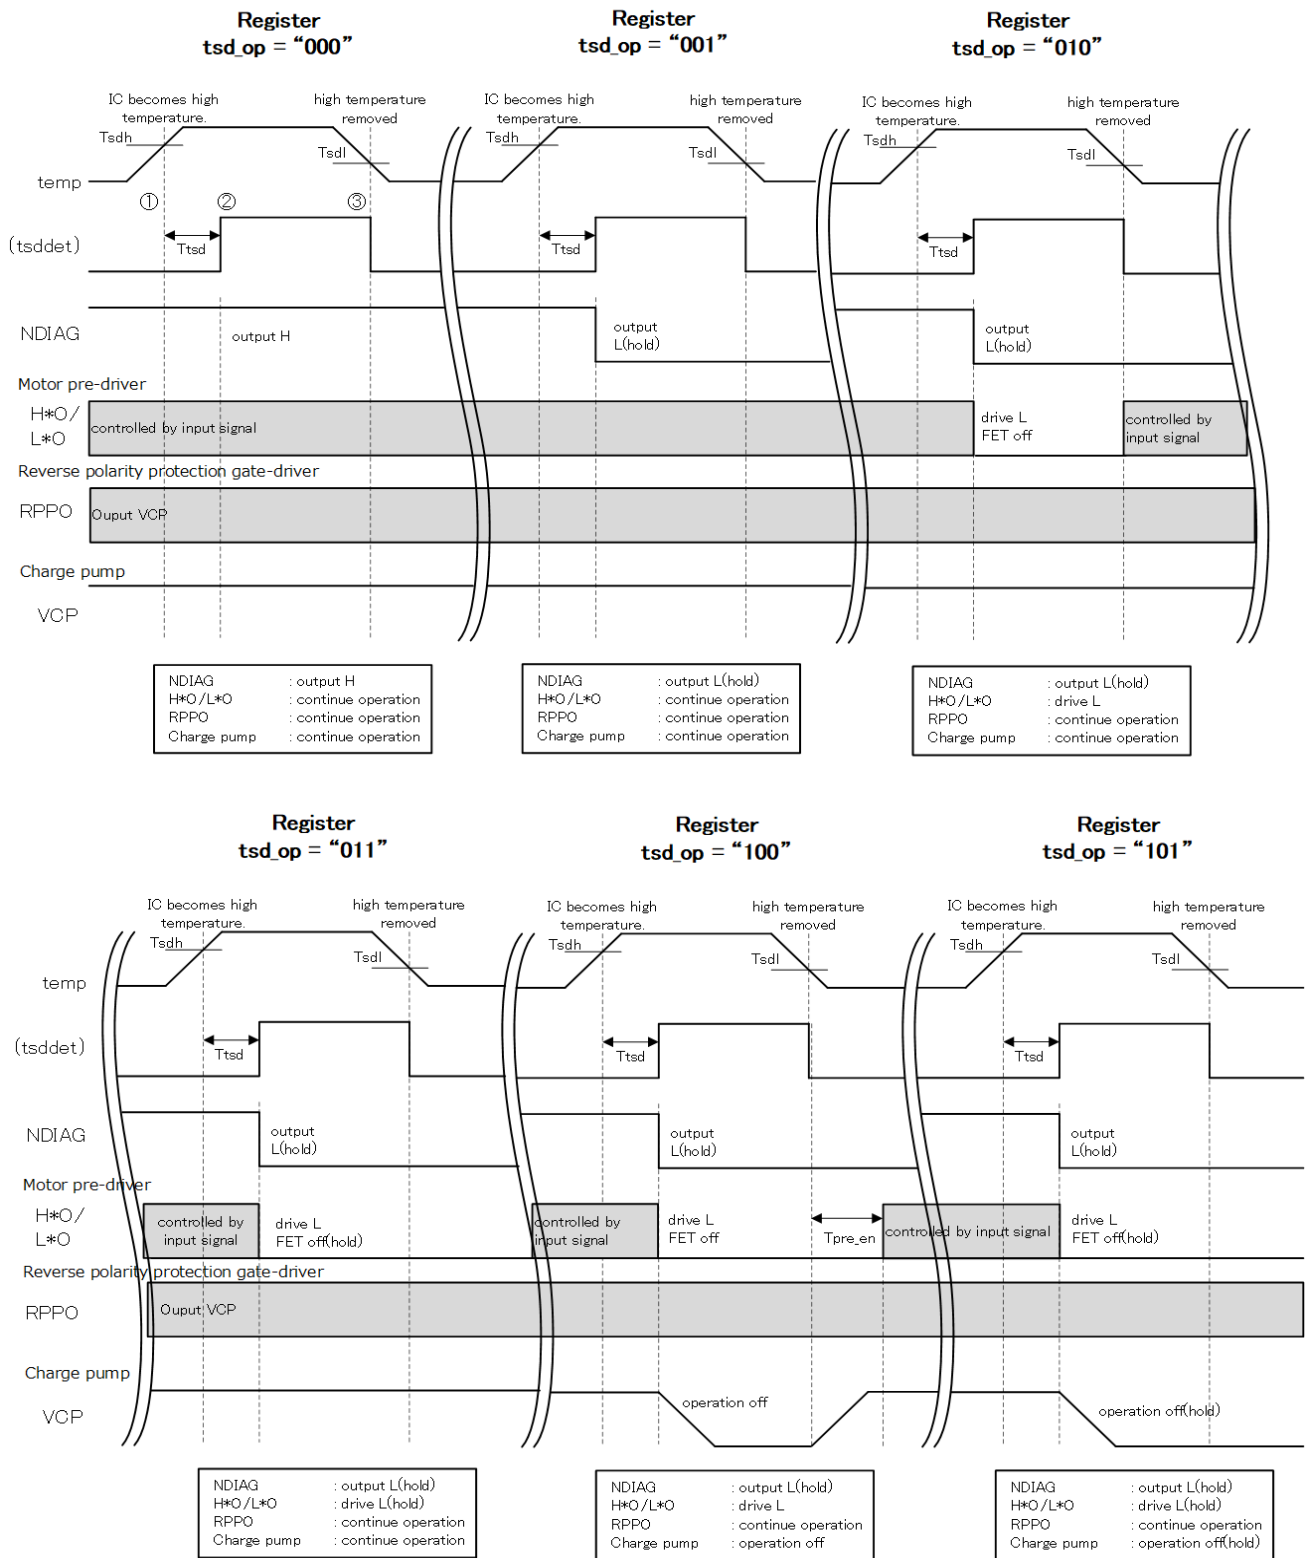 Register
tsd_op = “000”
Register
tsd_op = “001”
Register
tsd_op = “010”
IC becomes high
temperature.
high temperature
removed
IC becomes high
temperature.
high temperature
removed
IC becomes high
temperature.
high temperature
removed
Tsdh
Tsdl
Tsdh
Tsdl
Tsdh
Tsdl
temp
① ② ③
(tsddet)
Ttsd
Ttsd
Ttsd
NDIAG
output H
output
L(hold)
output
L(hold)
Motor pre-driver
H*O/
L*O
controlled by input signal
drive L
FET off
controlled by
input signal
Reverse polarity protection gate-driver
RPPO
Ouput VCP
Charge pump
VCP
NDIAG : output H
H*O/L*O : continue operation
RPPO : continue operation
Charge pump : continue operation
NDIAG : output L(hold)
H*O/L*O : continue operation
RPPO : continue operation
Charge pump : continue operation
NDIAG : output L(hold)
H*O/L*O : drive L
RPPO : continue operation
Charge pump : continue operation
Register
tsd_op = “011”
Register
tsd_op = “100”
Register
tsd_op = “101”
IC becomes high
temperature.
high temperature
removed
IC becomes high
temperature.
high temperature
removed
IC becomes high
temperature.
high temperature
removed
Tsdh
Tsdl
Tsdh
Tsdl
Tsdh
Tsdl
temp
(tsddet)
Ttsd
Ttsd
Ttsd
NDIAG
output
L(hold)
output
L(hold)
output
L(hold)
Motor pre-driver
H*O/
L*O
controlled by
input signal
drive L
FET off(hold)
controlled by
input signal
drive L
FET off
Tpre_en
controlled by input signal
drive L
FET off(hold)
Reverse polarity protection gate-driver
RPPO
Ouput VCP
Charge pump
VCP
operation off
operation off(hold)
NDIAG : output L(hold)
H*O/L*O : drive L(hold)
RPPO : continue operation
Charge pump : continue operation
NDIAG : output L(hold)
H*O/L*O : drive L
RPPO : continue operation
Charge pump : operation off
NDIAG : output L(hold)
H*O/L*O : drive L(hold)
RPPO : continue operation
Charge pump : operation off(hold)